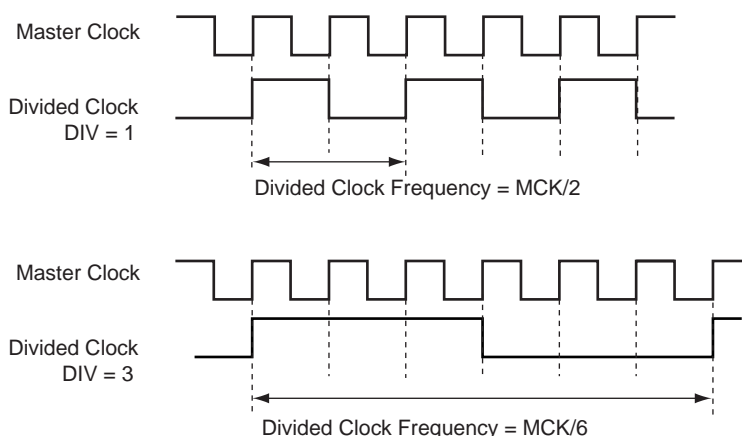 Master Clock
Divided Clock
DIV = 1
Divided Clock Frequency = MCK/2
Master Clock
Divided Clock
DIV = 3
Divided Clock Frequency = MCK/6